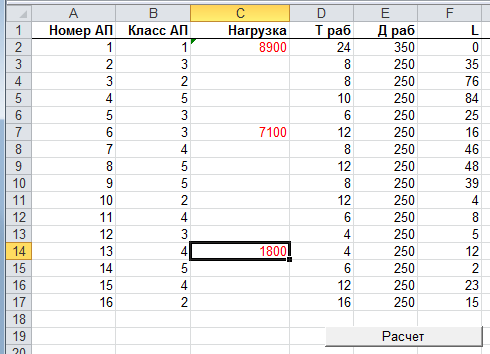 A B C D E F
1 Номер АП Класс АП Нагрузка Т раб Д раб L
2 1 1 8900 24 350 0
3 2 3 8 250 35
4 3 2 8 250 76
5 4 5 10 250 84
6 5 3 6 250 25
7 6 3 7100 12 250 16
8 7 4 8 250 46
9 8 5 12 250 48
10 9 5 8 250 39
11 10 2 12 250 4
12 11 4 6 250 8
13 12 3 4 250 5
14 13 4 1800 4 250 12
15 14 5 6 250 2
16 15 4 12 250 23
17 16 2 16 250 15
18
19 Расчет
20